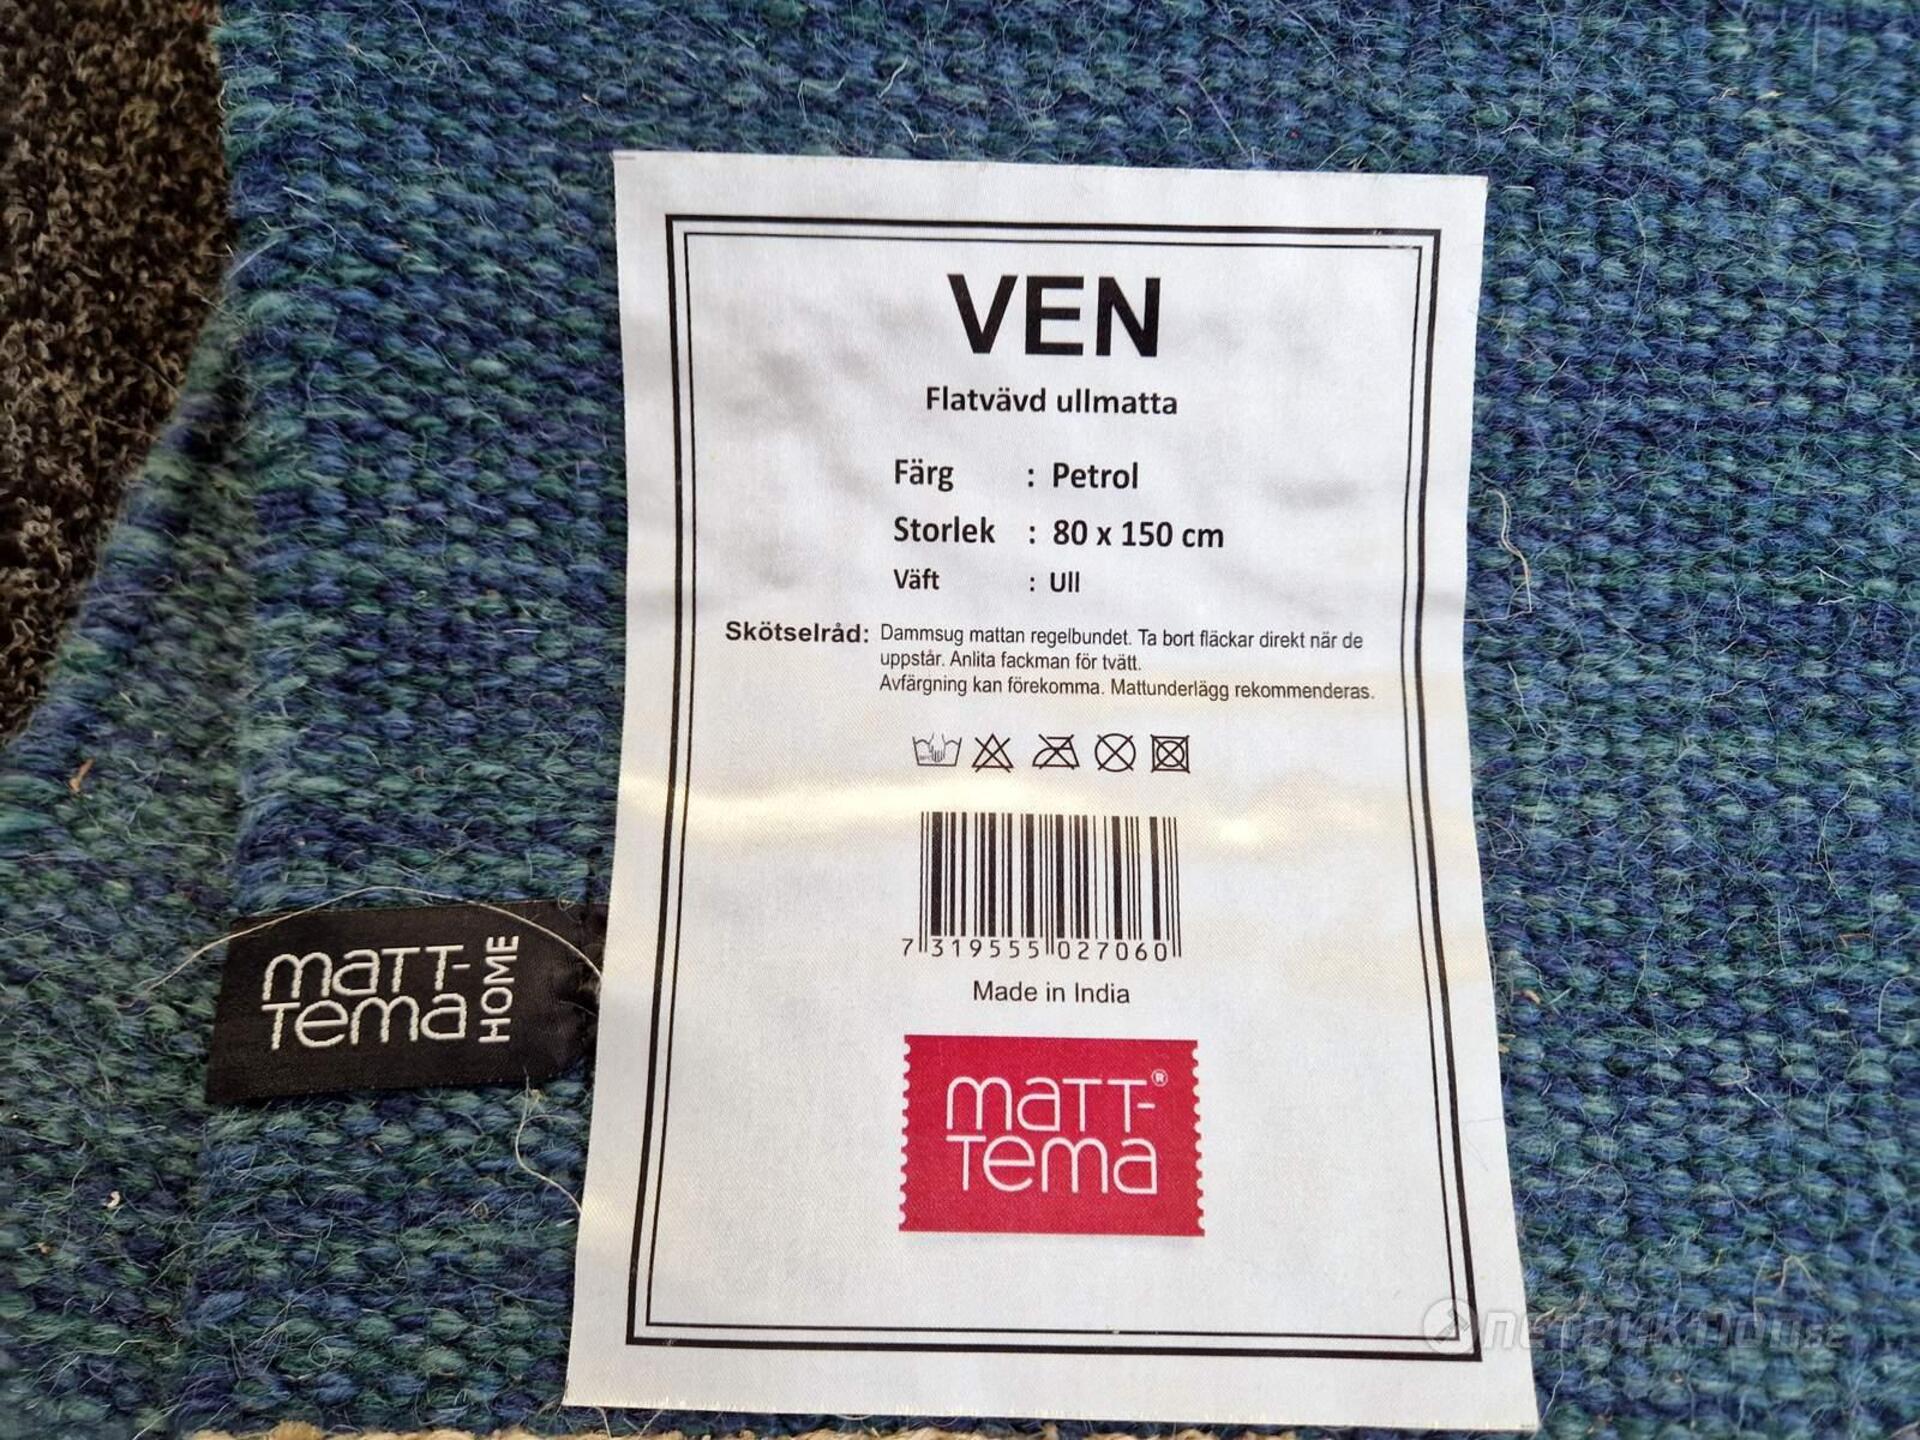 VEN
Flatvävd ullmatta
Färg : Petrol
Storlek : 80 x 150 cm
Väft : Ull
Skötselråd: Dammsug mattan regelbundet. Ta bort fläckar direkt när de
uppstår. Anlita fackman för tvätt.
Avfärgning kan förekomma. Mattunderlägg rekommenderas.
7 319555 027060
Made in India
maTT-®
Tema
maTT-
Tema
HOME
neTauKTion.se